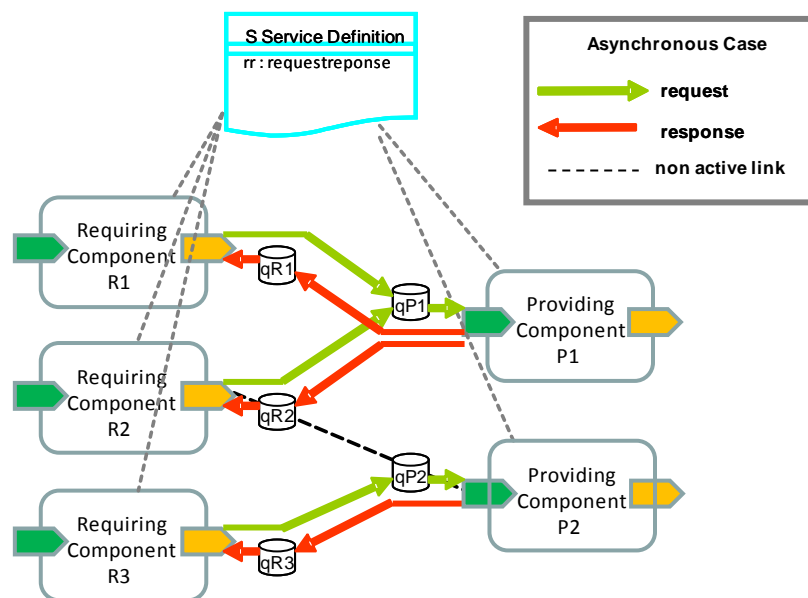 S Service Definition
rr : requestreponse
Asynchronous Case
request
response
non active link
Requiring
Component
R1
qR1
qP1
Providing
Component
P1
Requiring
Component
R2
qR2
qP2
Providing
Component
P2
Requiring
Component
R3
qR3